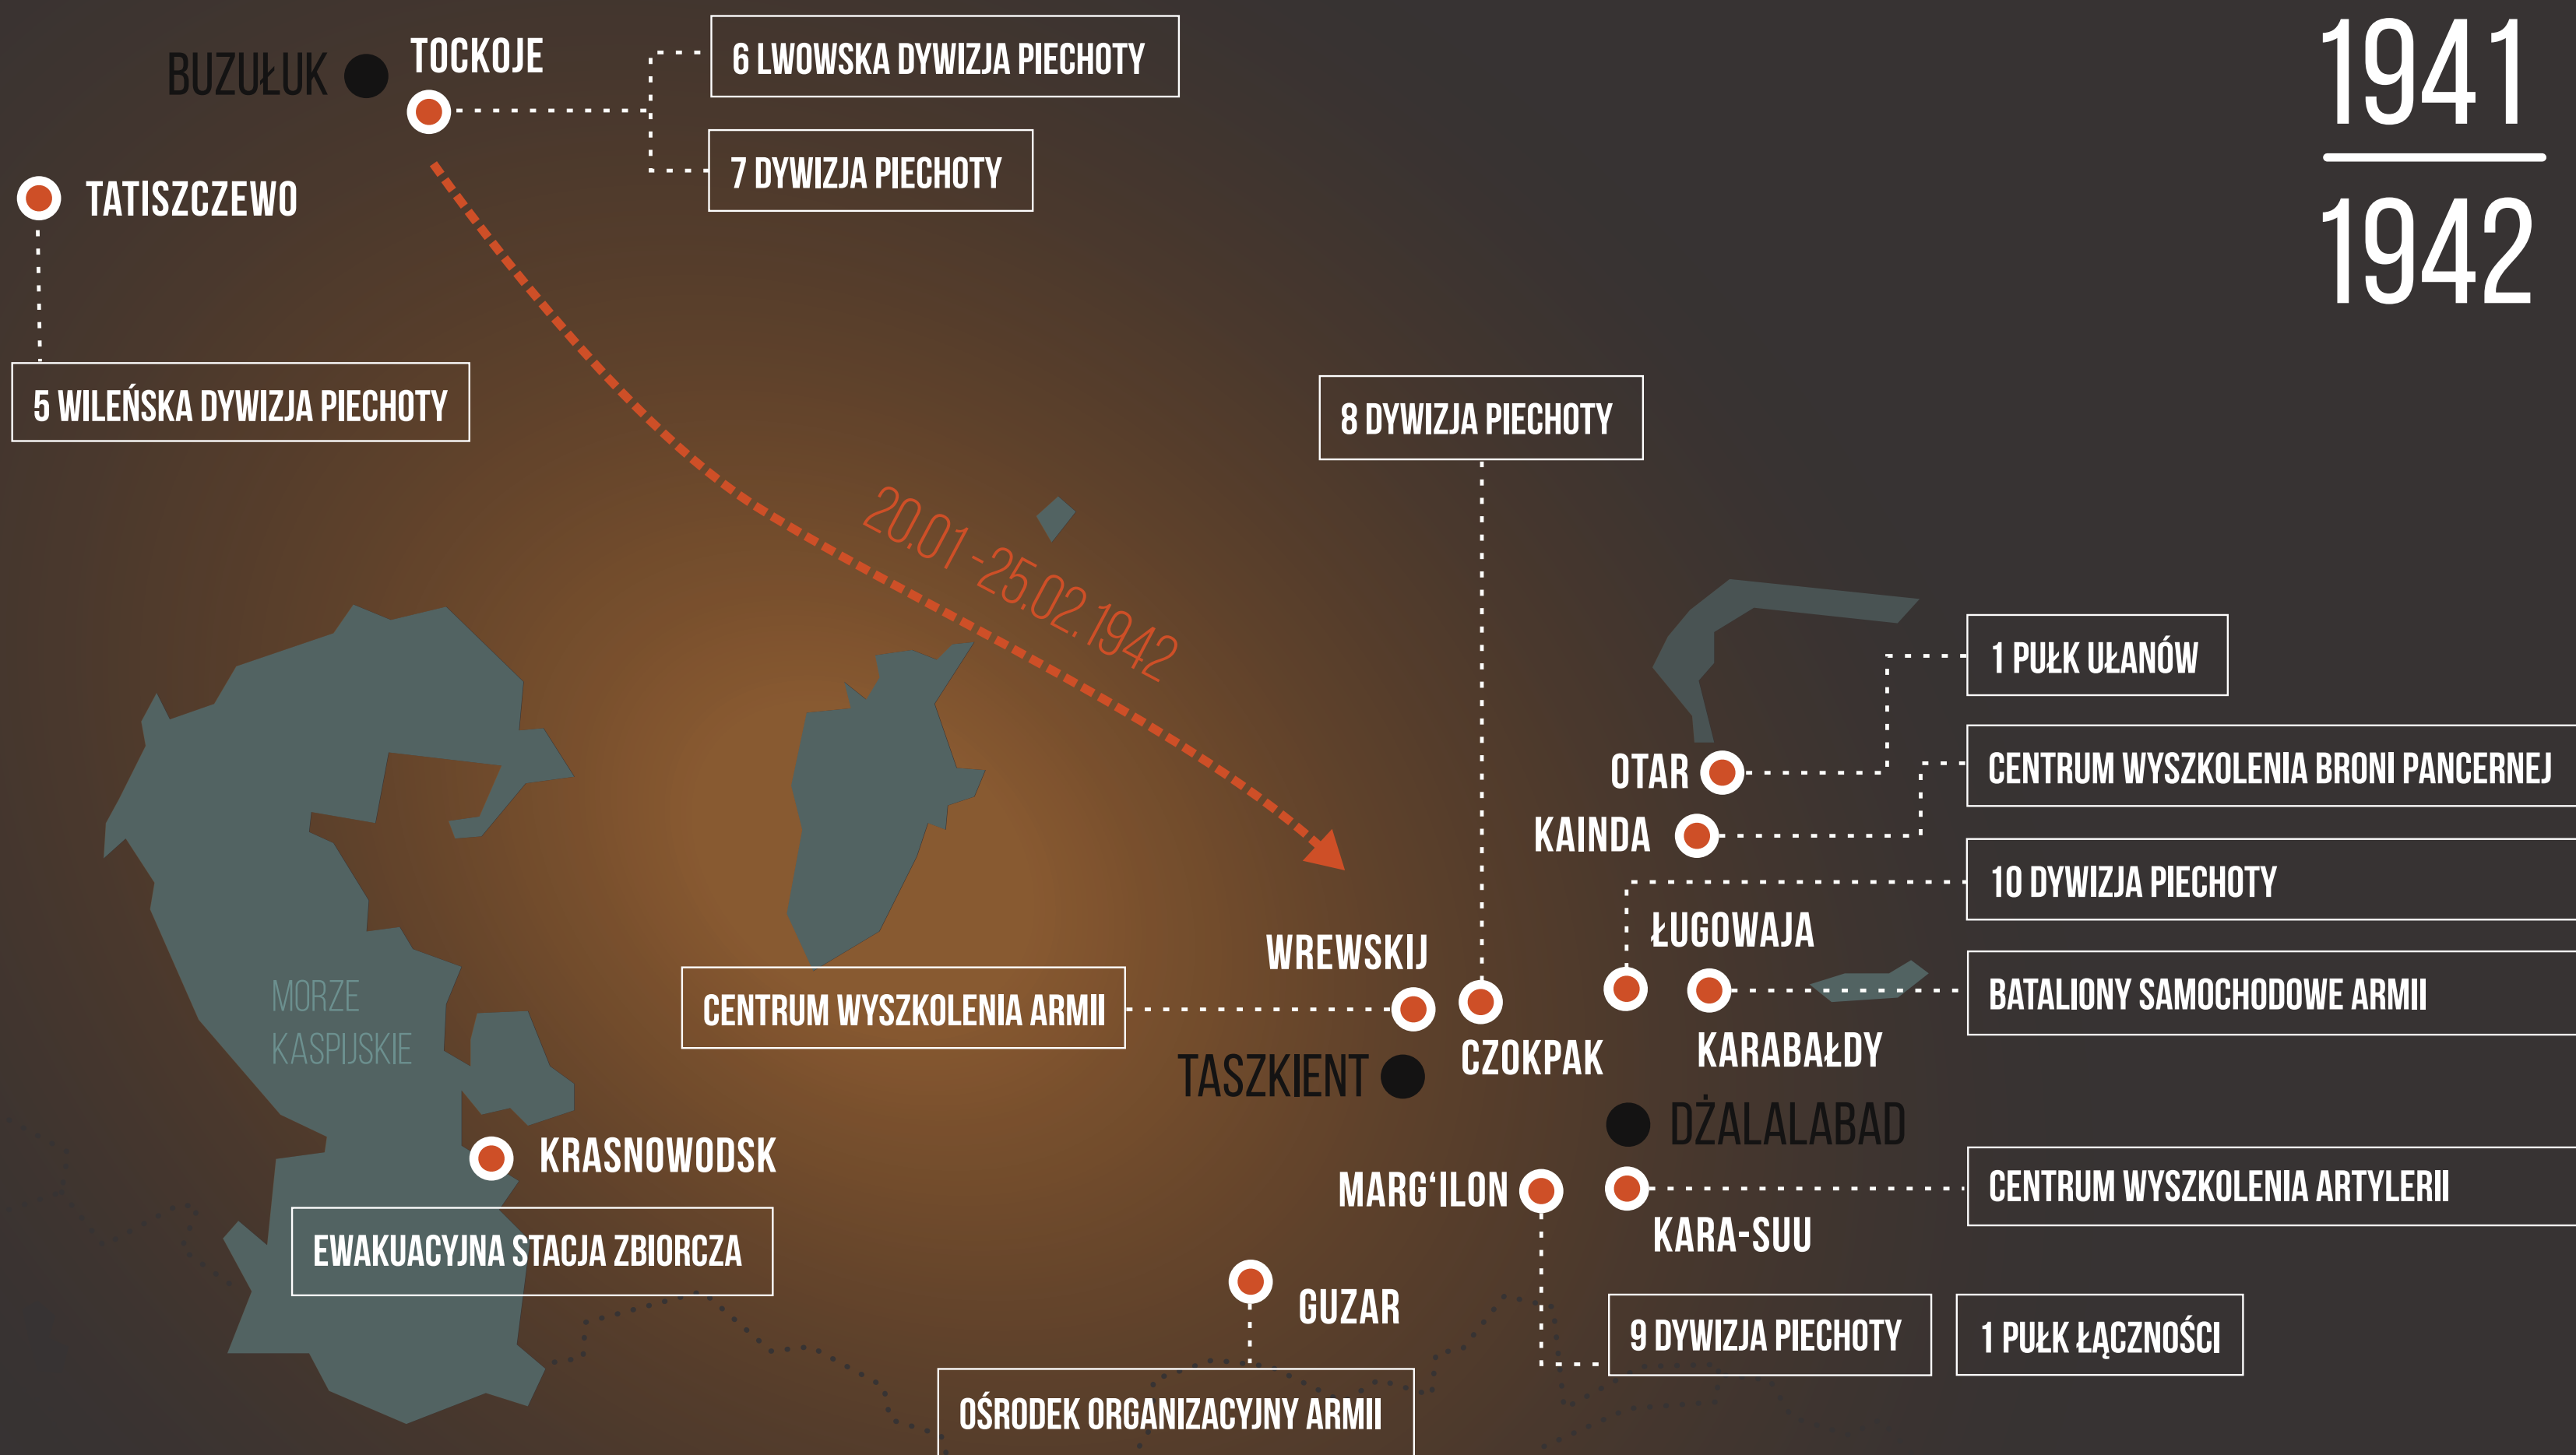 1941
1942
BUZUŁUK
TOCKOJE
6 LWOWSKA DYWIZJA PIECHOTY
7 DYWIZJA PIECHOTY
TATISZCZEWO
5 WILEŃSKA DYWIZJA PIECHOTY
8 DYWIZJA PIECHOTY
20.01 -25.02.1942
1 PUŁK UŁANÓW
OTAR
CENTRUM WYSZKOLENIA BRONI PANCERNEJ
KAINDA
10 DYWIZJA PIECHOTY
ŁUGOWAJA
WREWSKIJ
BATALIONY SAMOCHODOWE ARMII
CENTRUM WYSZKOLENIA ARMII
MORZE
KASPIJSKIE
KARABAŁDY
CZOKPAK
TASZKIENT
DŻALALABAD
KRASNOWODSK
MARG‘ILON
CENTRUM WYSZKOLENIA ARTYLERII
KARA-SUU
EWAKUACYJNA STACJA ZBIORCZA
GUZAR
9 DYWIZJA PIECHOTY
1 PUŁK ŁĄCZNOŚCI
OŚRODEK ORGANIZACYJNY ARMII